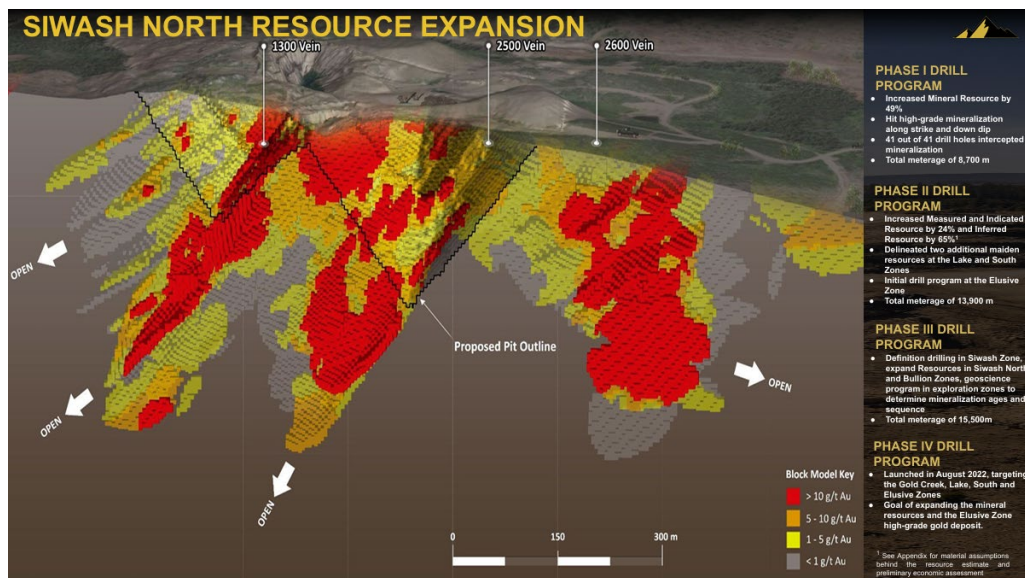 SIWASH NORTH RESOURCE EXPANSION
1300 Vein
2500 Vein
2600 Vein
OPEN
OPEN
OPEN
OPEN
Proposed Pit Outline
Block Model Key
> 10 g/t Au
5 - 10 g/t Au
1 - 5 g/t Au
< 1 g/t Au
0 150 300 m
PHASE I DRILL
PROGRAM
• Increased Mineral Resource by
49%
• Hit high-grade mineralization
along strike and down dip
• 41 out of 41 drill holes intercepted
mineralization
• Total meterage of 8,700 m
PHASE II DRILL
PROGRAM
• Increased Measured and Indicated
Resource by 24% and Inferred
Resource by 65%¹
• Delineated two additional maiden
resources at the Lake and South
Zones
• Initial drill program at the Elusive
Zone
• Total meterage of 13,900 m
PHASE III DRILL
PROGRAM
• Definition drilling in Siwash Zone,
expand Resources in Siwash North
and Bullion Zones, geoscience
program in exploration zones to
determine mineralization ages and
sequence
• Total meterage of 15,500m
PHASE IV DRILL
PROGRAM
• Launched in August 2022, targeting
the Gold Creek, Lake, South and
Elusive Zones
• Goal of expanding the mineral
resources and the Elusive Zone
high-grade gold deposit.
¹ See Appendix for material assumptions
behind the resource estimate and
preliminary economic assessment